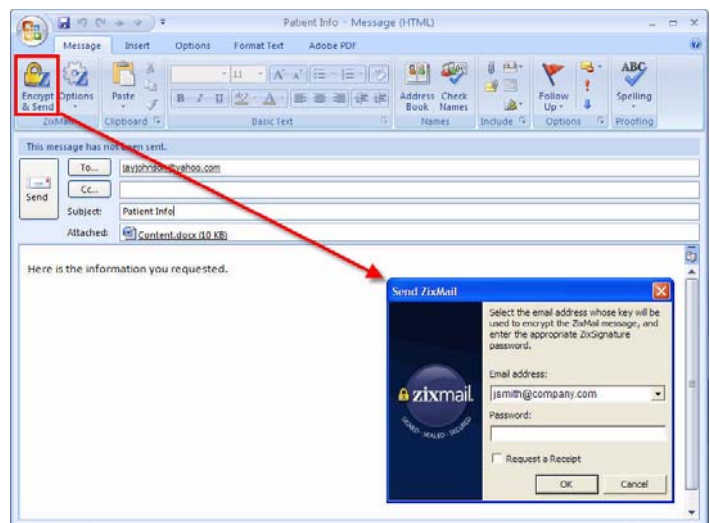 Patient Info - Message (HTML)
Message Insert Options Format Text Adobe PDF
Encrypt & Send
Options
Paste
11
B I U
Address Book
Check Names
Follow Up
ABC
Spelling
ZixMail Clipboard Basic Text Names Include Options Proofing
This message has not been sent.
Send
To... jayjohnson@yahoo.com
Cc...
Subject: Patient Info
Attached: Content.docx (10 KB)
Here is the information you requested.
Send ZixMail
Select the email address whose key will be
used to encrypt the ZixMail message, and
enter the appropriate ZixSignature
password.
Email address:
jsmith@company.com
zixmail.
SIGNED · SEALED · SECURED
Password:
Request a Receipt
OK Cancel